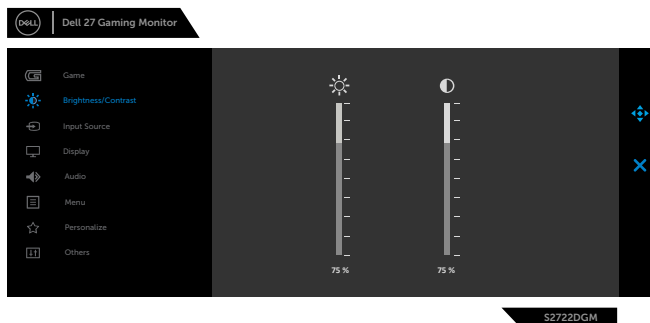 DELL
Dell 27 Gaming Monitor
Game
Brightness/Contrast
Input Source
Display
Audio
Menu
Personalize
Others
75 %
75 %
S2722DGM